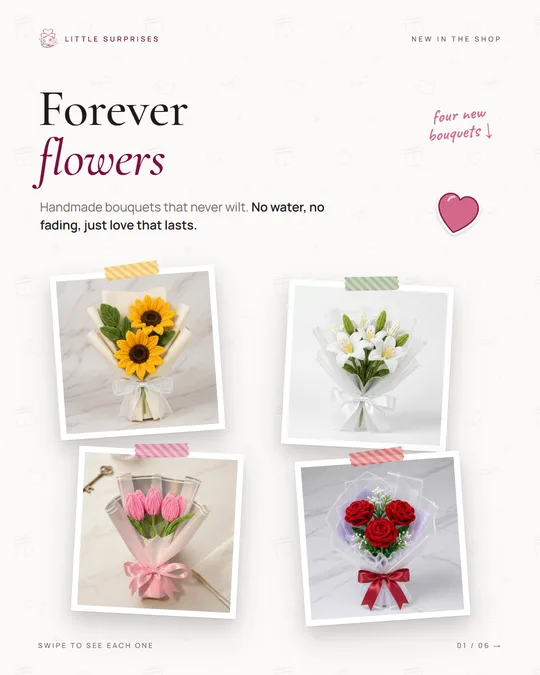 LITTLE SURPRISES
NEW IN THE SHOP
Forever
flowers
four new
bouquets ↓
Handmade bouquets that never wilt. No water, no
fading, just love that lasts.
SWIPE TO SEE EACH ONE
01 / 06 →